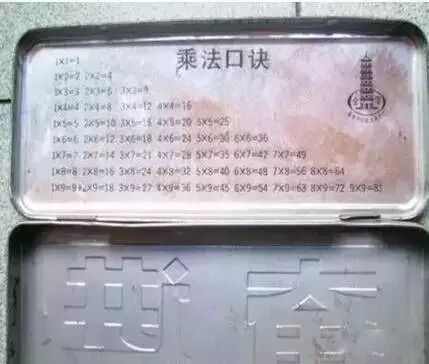 乘法口诀
1X1=1
1X2=2 2X2=4
1X3=3 2X3=6 3X3=9
1X4=4 2X4=8 3X4=12 4X4=16
1X5=5 2X5=10 3X5=15 4X5=20 5X5=25
1X6=6 2X6=12 3X6=18 4X6=24 5X6=30 6X6=36
1X7=7 2X7=14 3X7=21 4X7=28 5X7=35 6X7=42 7X7=49
1X8=8 2X8=16 3X8=24 4X8=32 5X8=40 6X8=48 7X8=56 8X8=64
1X9=9 2X9=18 3X9=27 4X9=36 5X9=45 6X9=54 7X9=63 8X9=72 9X9=81